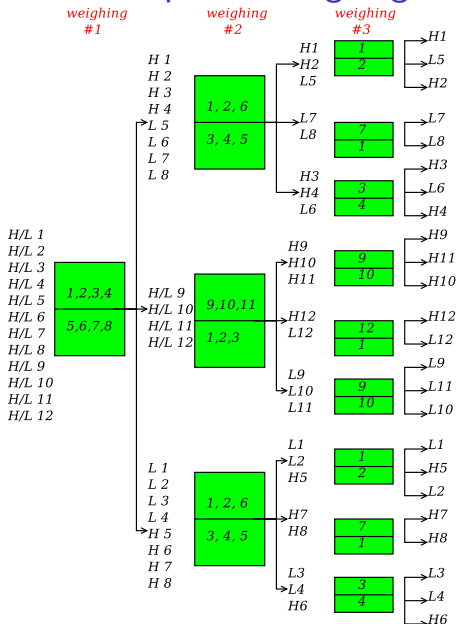 weighing
#1
weighing
#2
weighing
#3
H/L 1
H/L 2
H/L 3
H/L 4
H/L 5
H/L 6
H/L 7
H/L 8
H/L 9
H/L 10
H/L 11
H/L 12
1,2,3,4
5,6,7,8
H 1
H 2
H 3
H 4
L 5
L 6
L 7
L 8
1, 2, 6
3, 4, 5
H1
H2
L5
1
2
H1
L5
H2
L7
L8
7
1
L7
L8
H3
H4
L6
3
4
H3
L6
H4
H/L 9
H/L 10
H/L 11
H/L 12
9,10,11
1,2,3
H9
H10
H11
9
10
H9
H11
H10
H12
L12
12
1
H12
L12
L9
L10
L11
9
10
L9
L11
L10
L 1
L 2
L 3
L 4
H 5
H 6
H 7
H 8
1, 2, 6
3, 4, 5
L1
L2
H5
1
2
L1
H5
L2
H7
H8
7
1
H7
H8
L3
L4
H6
3
4
L3
L4
H6